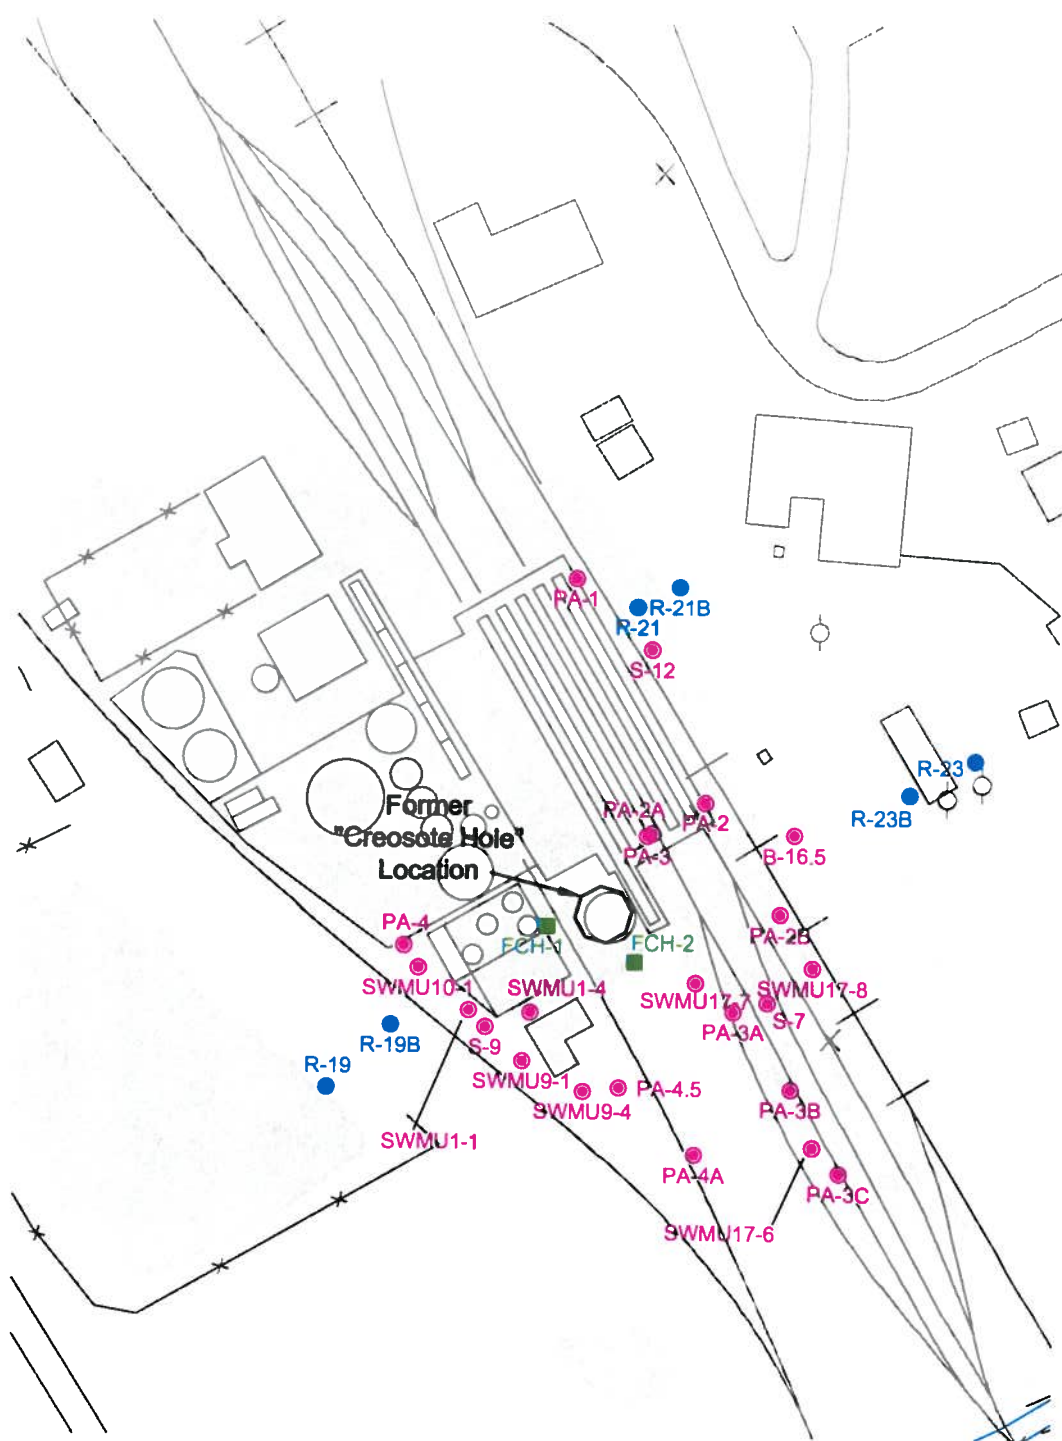 PA-1
R-21B
R-21
S-12
R-23
R-23B
PA-2A
PA-2
PA-3
B-16.5
Former
"Creosote Hole"
Location
PA-4
FCH-1
FCH-2
PA-2B
SWMU10-1
SWMU1-4
SWMU17-7
SWMU17-8
S-7
PA-3A
R-19B
S-9
R-19
SWMU9-1
SWMU9-4
PA-4.5
PA-3B
SWMU1-1
PA-4A
PA-3C
SWMU17-6